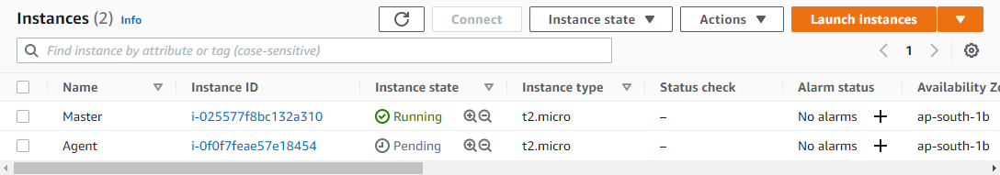 Instances (2) Info Connect Instance state Actions Launch instances
Find instance by attribute or tag (case-sensitive) 1
Name Instance ID Instance state Instance type Status check Alarm status Availability Zo
Master i-025577f8bc132a310 Running t2.micro – No alarms + ap-south-1b
Agent i-0f0f7feae57e18454 Pending t2.micro – No alarms + ap-south-1b